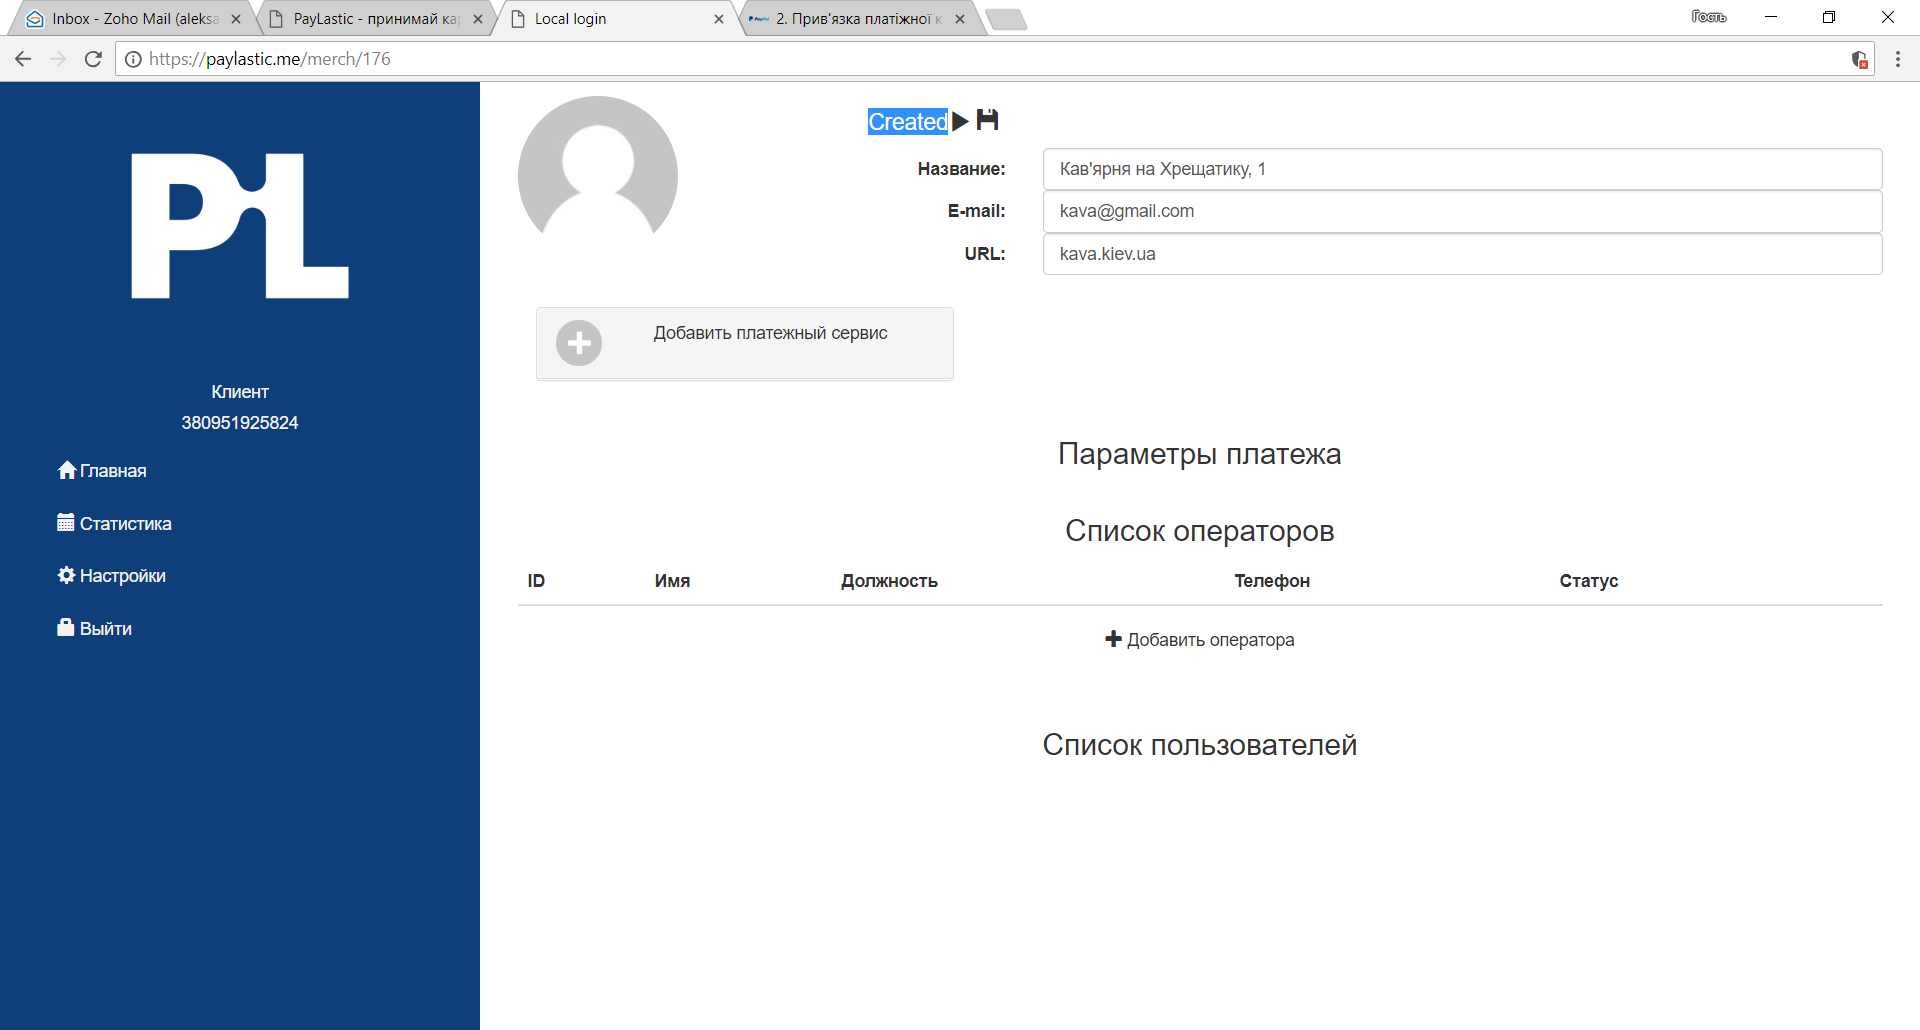 Inbox - Zoho Mail (aleksa
PayLastic - принимай ка
Local login
2. Прив'язка платіжної к
Гость
https://paylastic.me/merch/176
PL
Created
Название: Кав'ярня на Хрещатику, 1
E-mail: kava@gmail.com
URL: kava.kiev.ua
Добавить платежный сервис
Клиент
380951925824
Главная
Статистика
Настройки
Выйти
Параметры платежа
Список операторов
ID Имя Должность Телефон Статус
Добавить оператора
Список пользователей